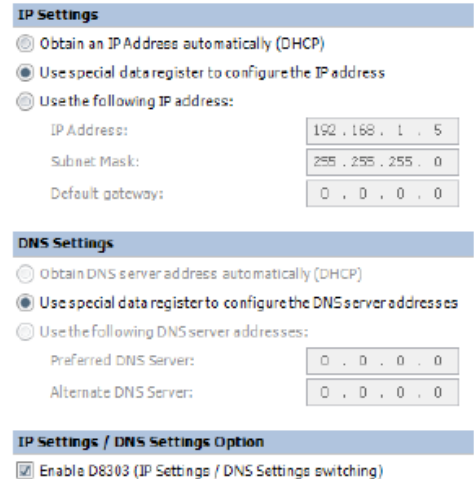 IP Settings
Obtain an IP Address automatically (DHCP)
Use special data register to configure the IP address
Use the following IP address:
IP Address: 192 . 168 . 1 . 5
Subnet Mask: 255 . 255 . 255 . 0
Default gateway: 0 . 0 . 0 . 0
DNS Settings
Obtain DNS server address automatically (DHCP)
Use special data register to configure the DNS server addresses
Use the following DNS server addresses:
Preferred DNS Server: 0 . 0 . 0 . 0
Alternate DNS Server: 0 . 0 . 0 . 0
IP Settings / DNS Settings Option
Enable D8303 (IP Settings / DNS Settings switching)